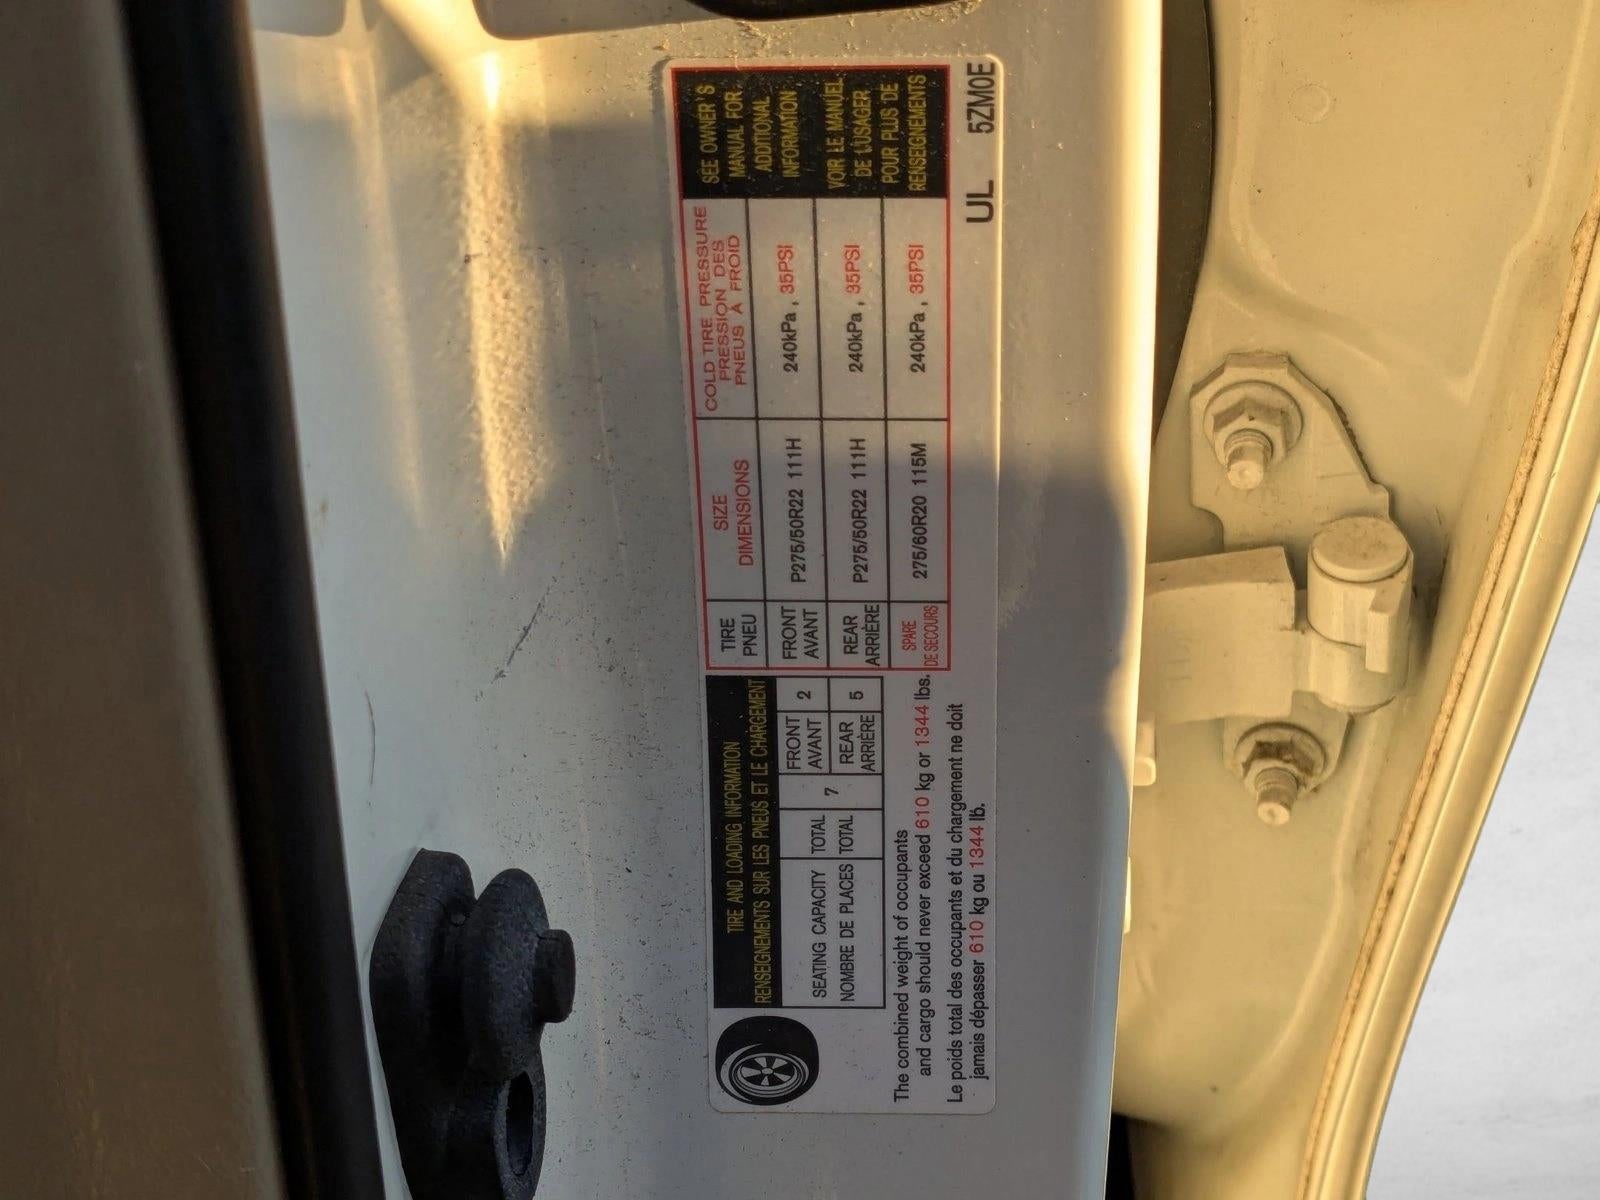 TIRE AND LOADING INFORMATION
RENSEIGNEMENTS SUR LES PNEUS ET LE CHARGEMENT
SEATING CAPACITY
NOMBRE DE PLACES
TOTAL
TOTAL
7
FRONT
AVANT
2
REAR
ARRIÈRE
5
The combined weight of occupants
and cargo should never exceed 610 kg or 1344 lbs.
Le poids total des occupants et du chargement ne doit
jamais dépasser 610 kg ou 1344 lb.
TIRE
PNEU
SIZE
DIMENSIONS
COLD TIRE PRESSURE
PRESSION DES
PNEUS A FROID
FRONT
AVANT
P275/50R22 111H
240kPa , 35PSI
REAR
ARRIÈRE
P275/50R22 111H
240kPa , 35PSI
SPARE
DE SECOURS
275/60R20 115M
240kPa , 35PSI
SEE OWNER'S
MANUAL FOR
ADDITIONAL
INFORMATION
VOIR LE MANUEL
DE L'USAGER
POUR PLUS DE
RENSEIGNEMENTS
UL 5ZM0E